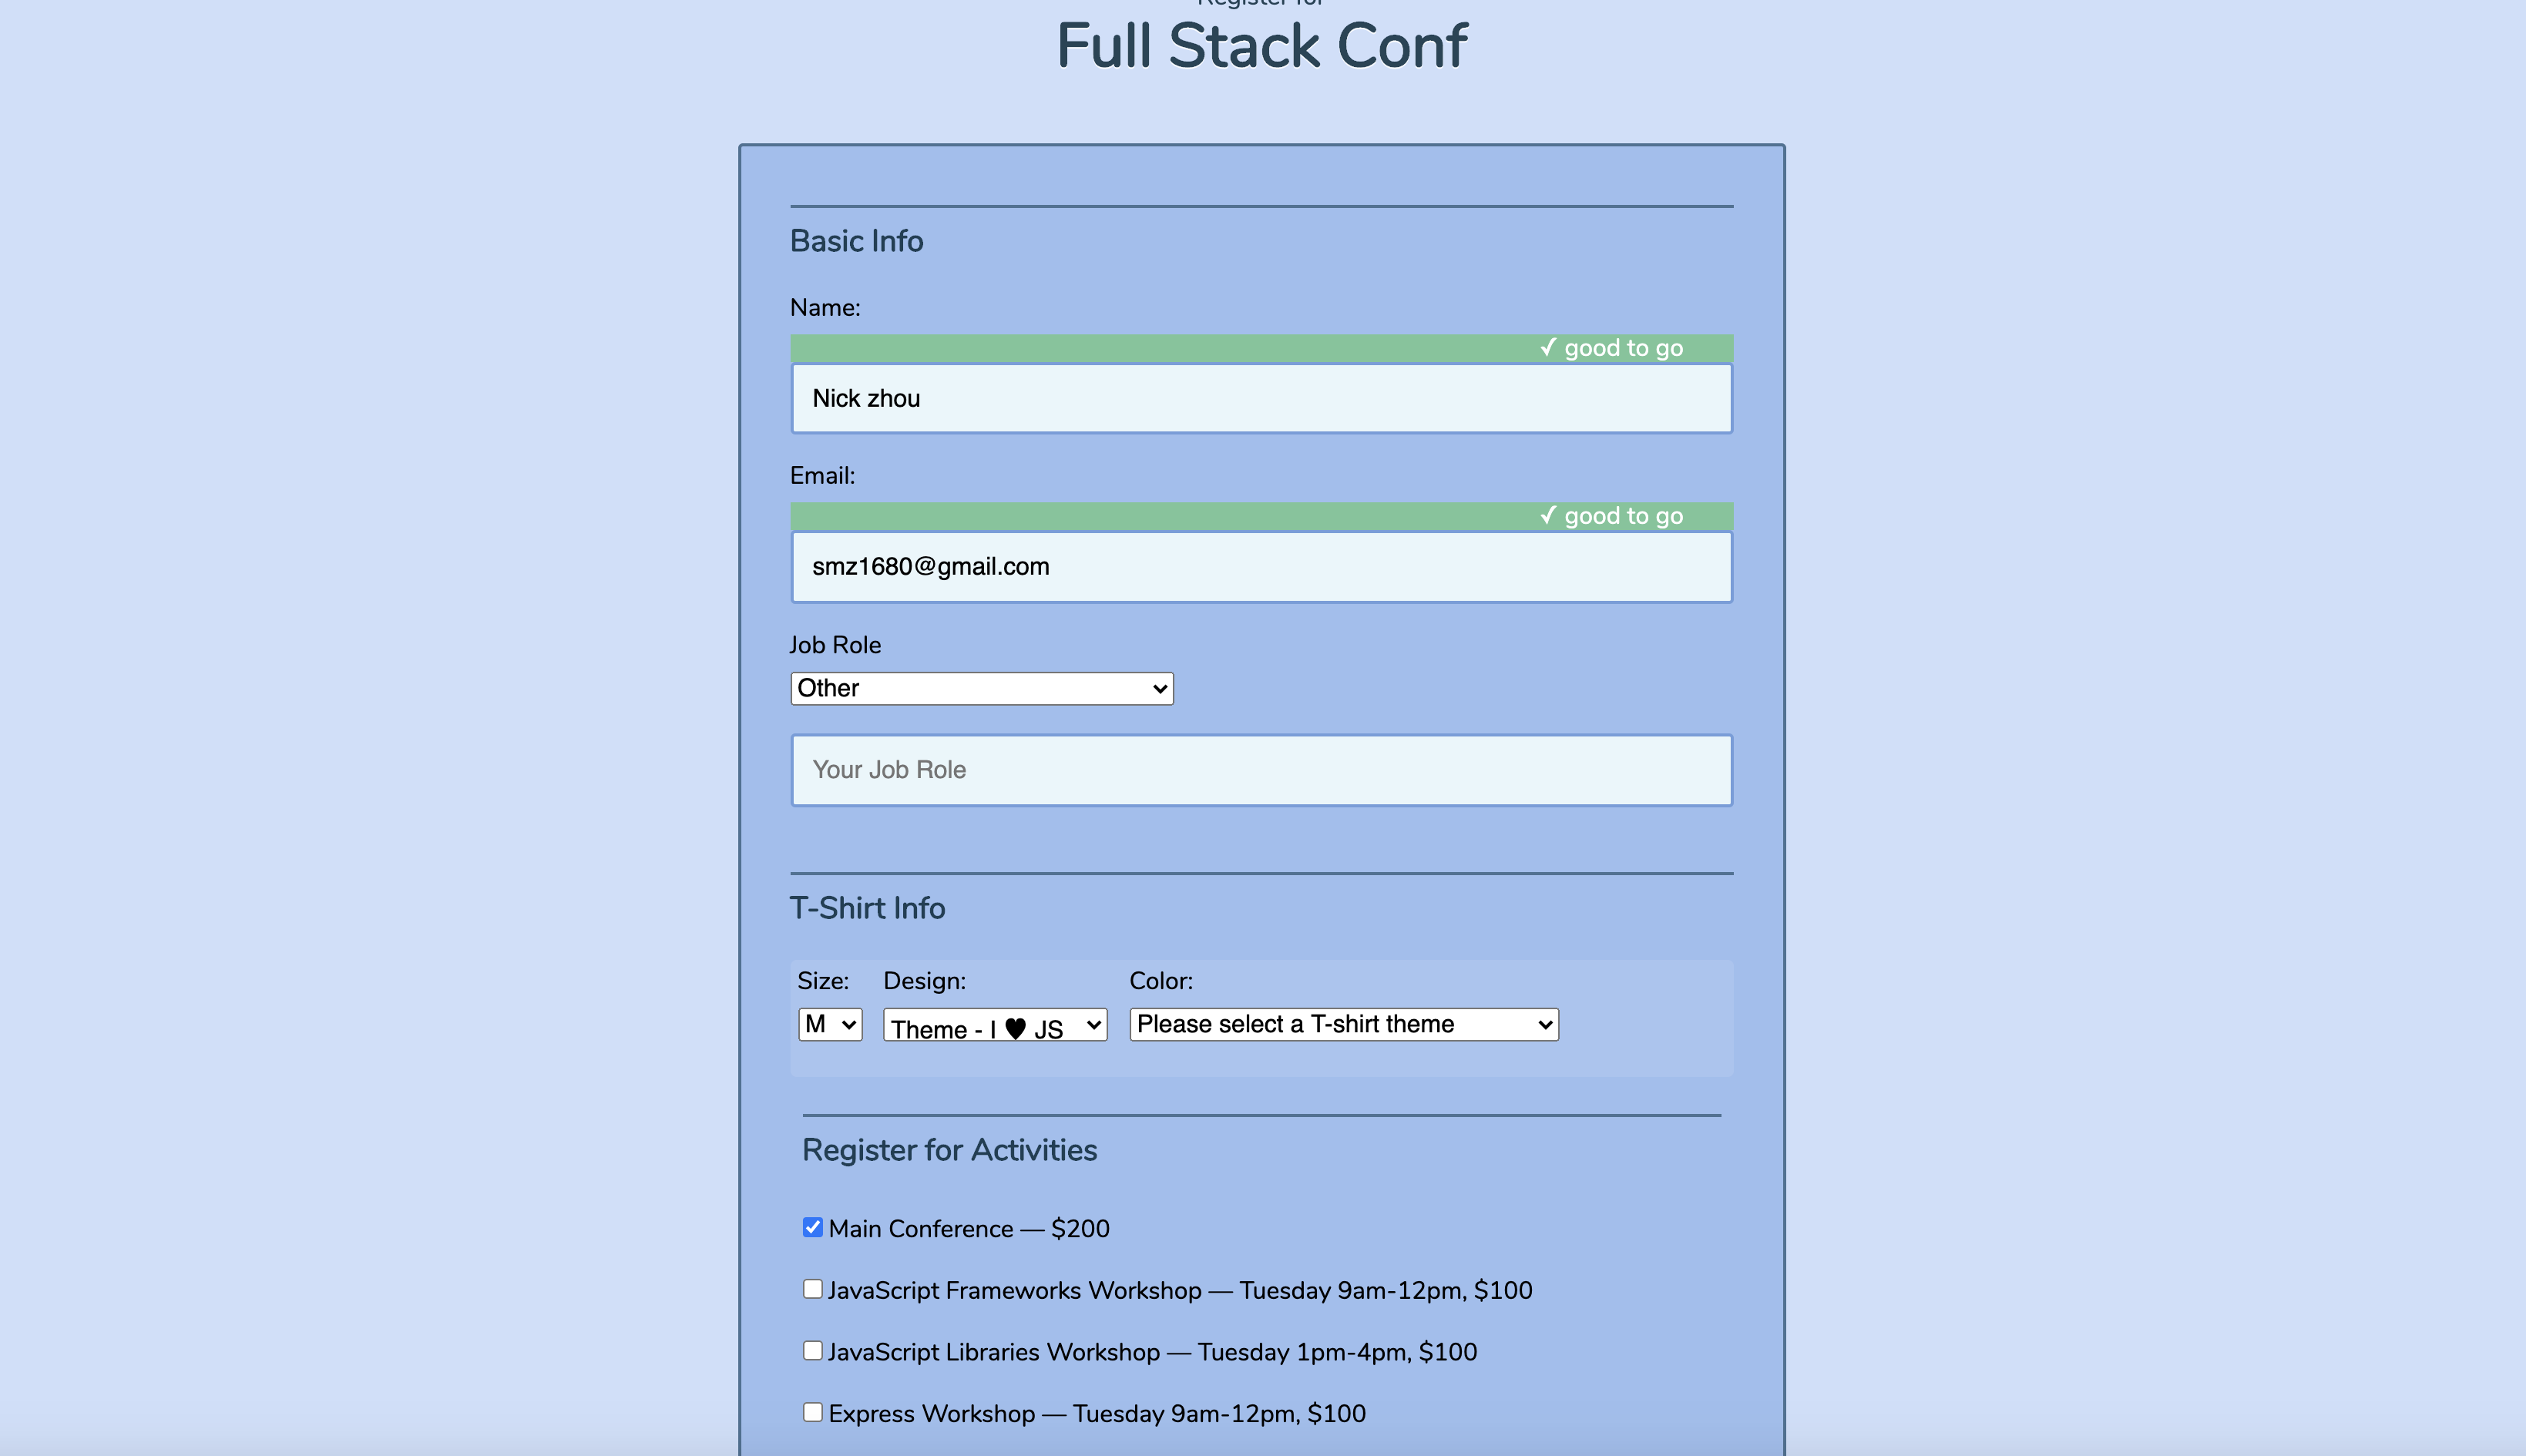 Register for
Full Stack Conf
Basic Info
Name:
✓ good to go
Nick zhou
Email:
✓ good to go
smz1680@gmail.com
Job Role
Other
Your Job Role
T-Shirt Info
Size: Design: Color:
M Theme - I ♥ JS Please select a T-shirt theme
Register for Activities
Main Conference — $200
JavaScript Frameworks Workshop — Tuesday 9am-12pm, $100
JavaScript Libraries Workshop — Tuesday 1pm-4pm, $100
Express Workshop — Tuesday 9am-12pm, $100